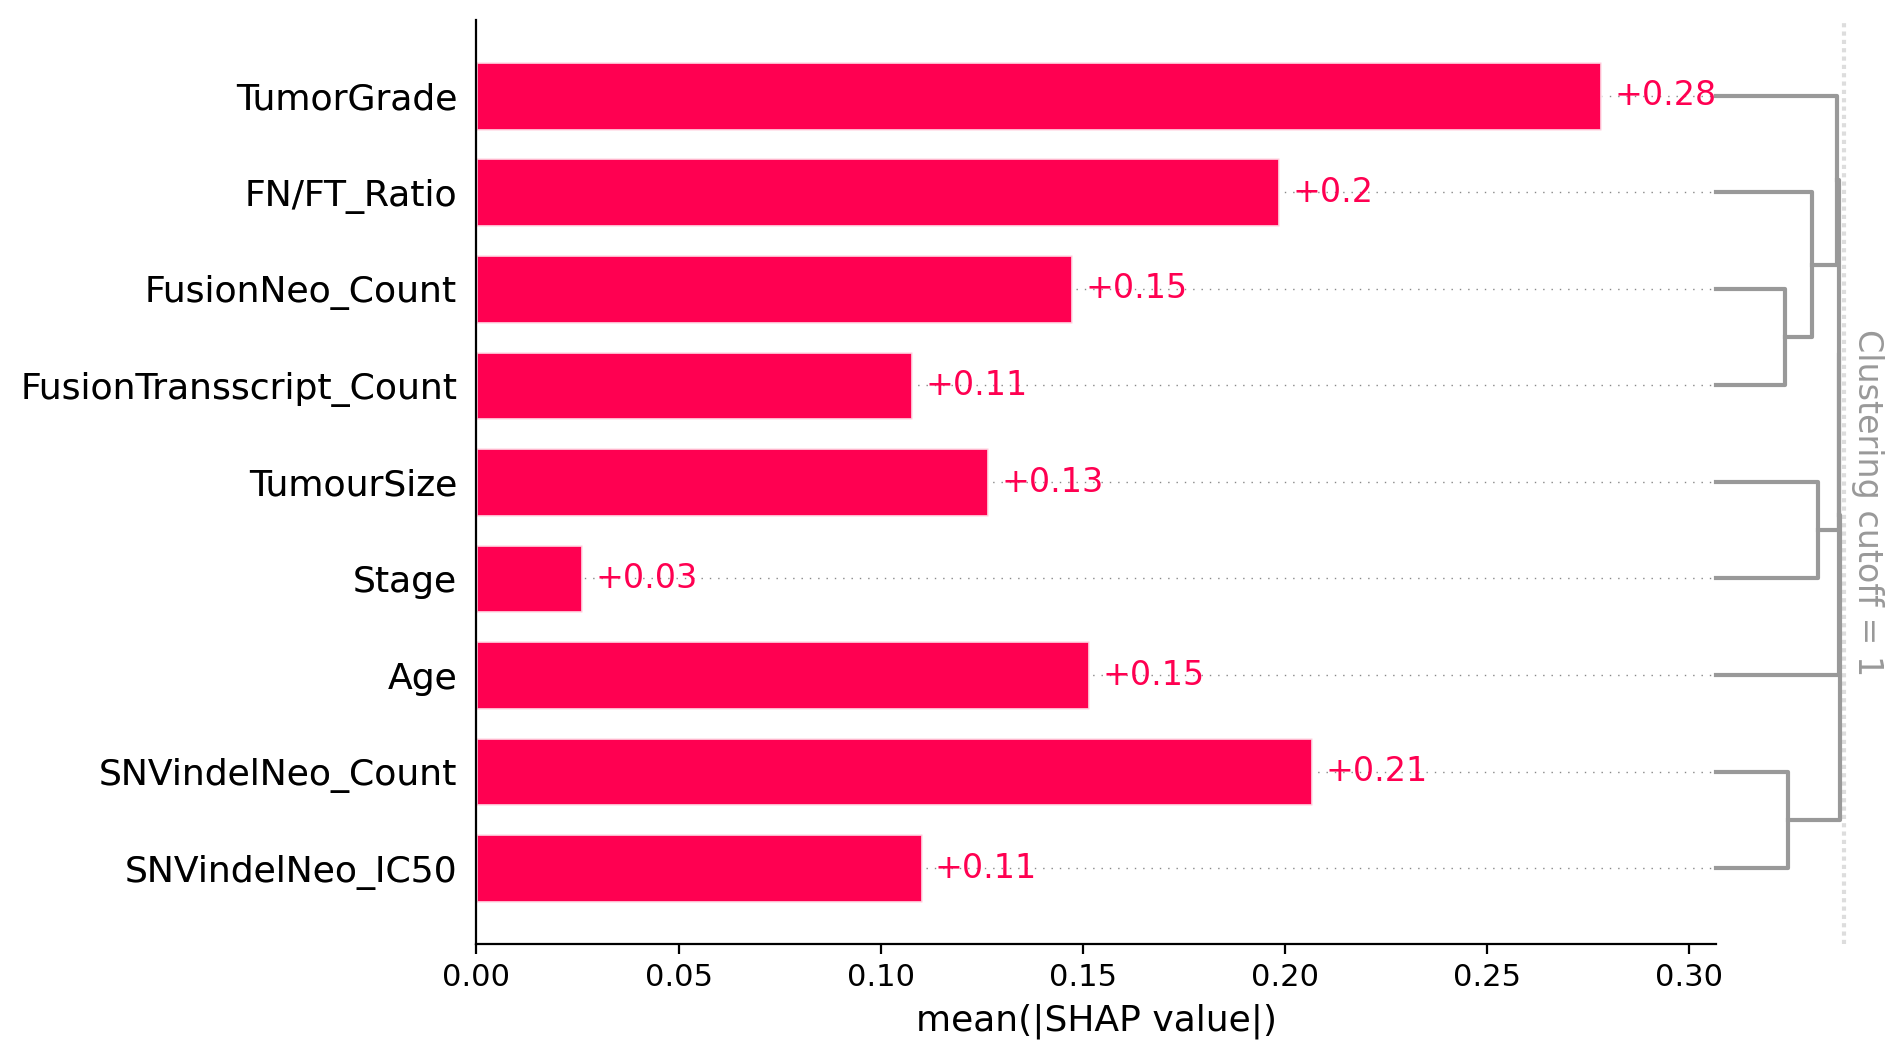 TumorGrade +0.28
FN/FT_Ratio +0.2
FusionNeo_Count +0.15
FusionTransscript_Count +0.11
TumourSize +0.13
Stage +0.03
Age +0.15
SNVindelNeo_Count +0.21
SNVindelNeo_IC50 +0.11
0.00 0.05 0.10 0.15 0.20 0.25 0.30
mean(|SHAP value|)
Clustering cutoff = 1